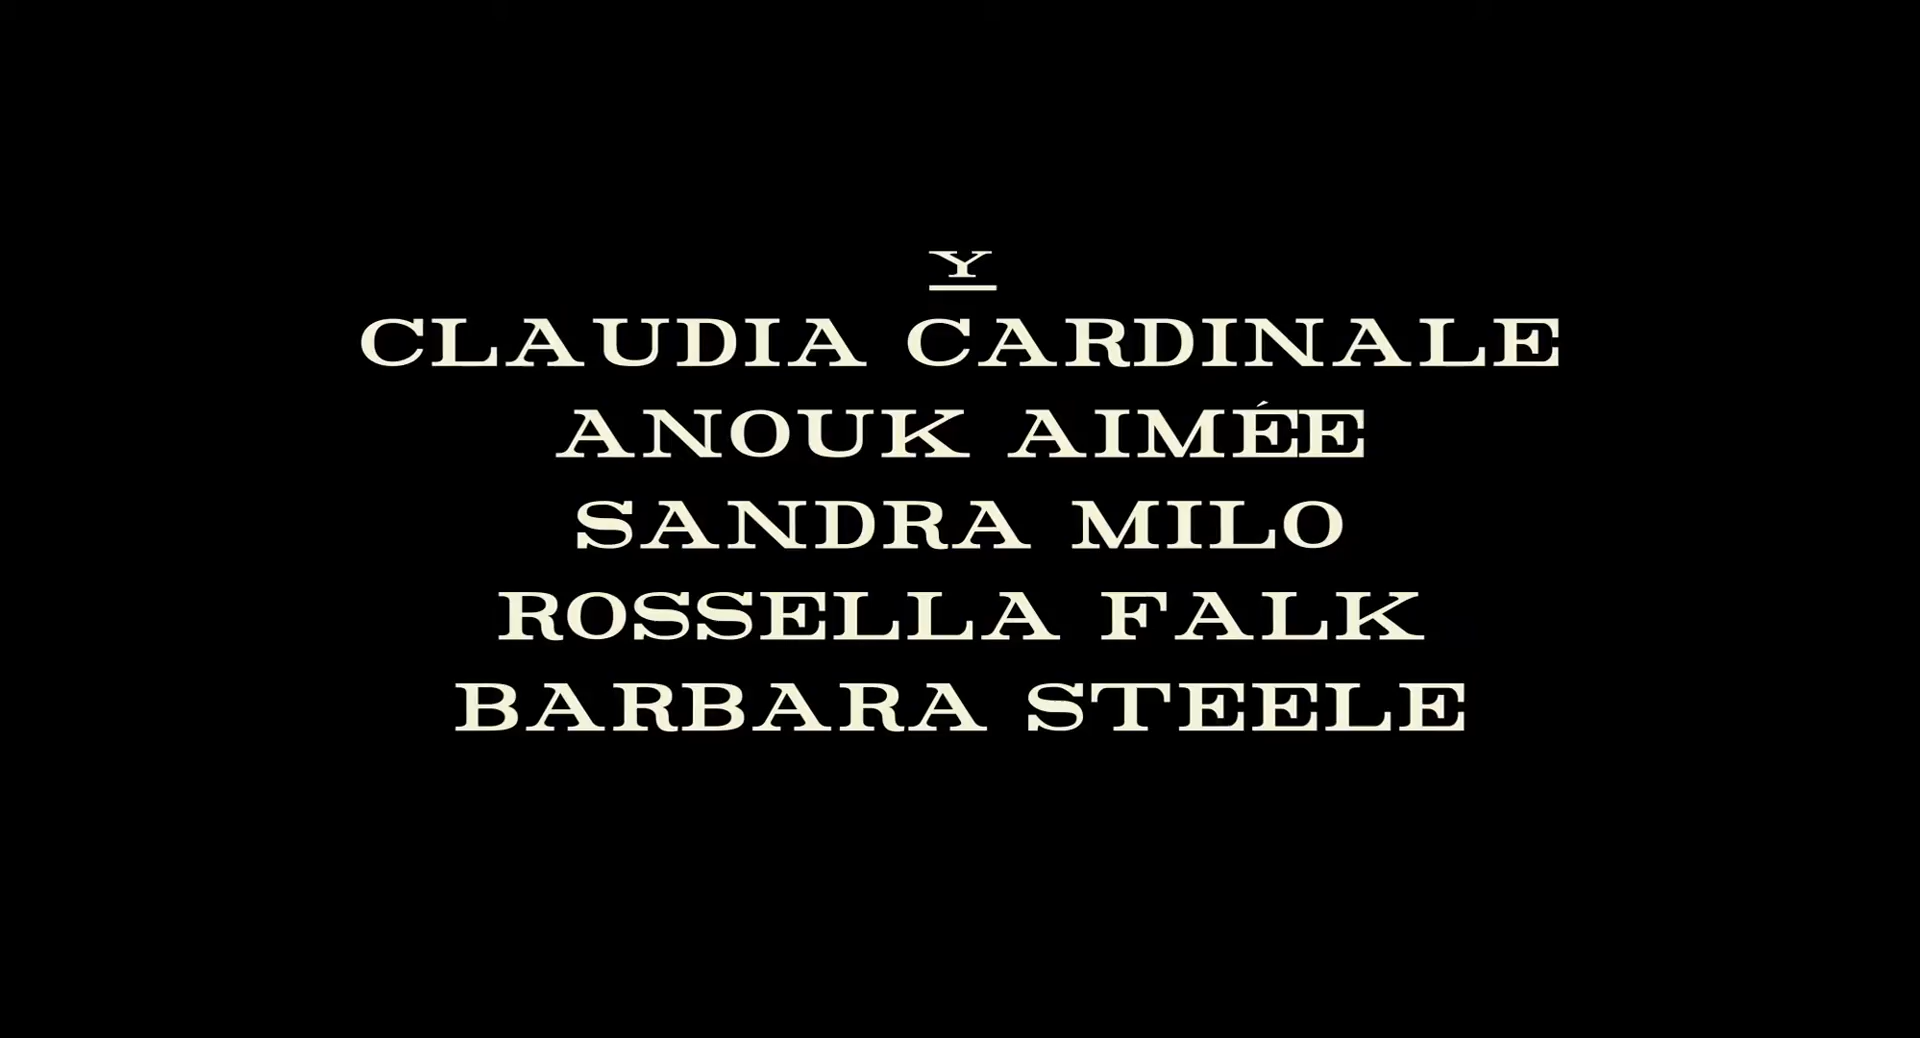 Y
CLAUDIA CARDINALE
ANOUK AIMÉE
SANDRA MILO
ROSSELLA FALK
BARBARA STEELE